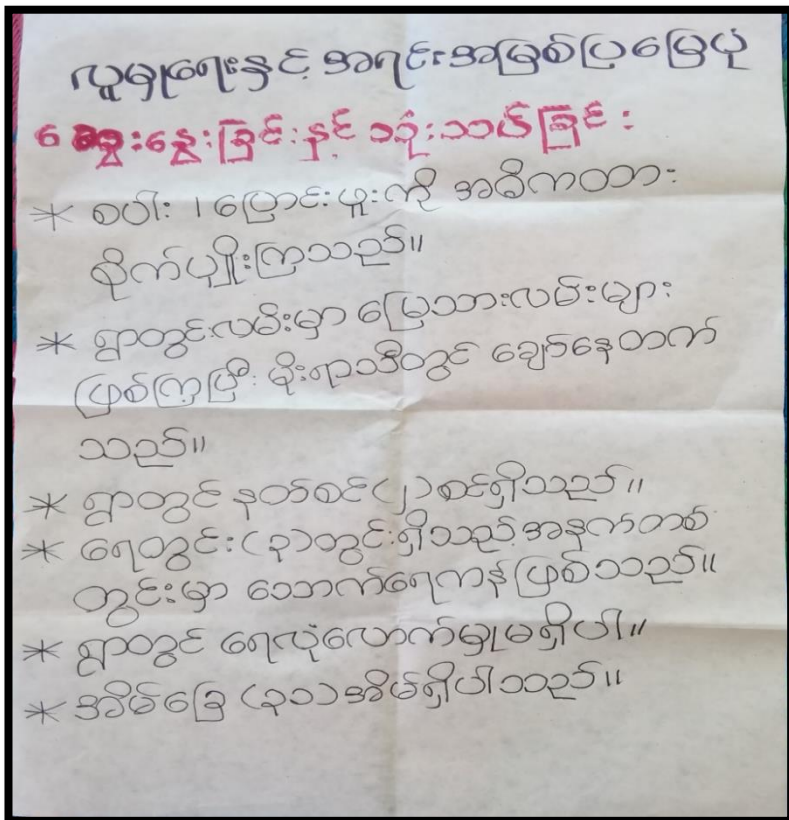 လူမှုရေးနှင့် အရင်းအမြစ်ပြမြေပုံ
ဆွေးနွေးခြင်းနှင့် သုံးသပ်ခြင်း
* စပါး ၊ ပြောင်းဖူးကို အဓိကထား
စိုက်ပျိုးကြသည်။
* ရွာတွင်းလမ်းမှာ မြေသားလမ်းများ
ဖြစ်ကြပြီး မိုးရာသီတွင် ချော်နေတတ်
သည်။
* ရွာတွင် နတ်စင် (၂) စင်ရှိသည်။
* ရေတွင်း (၃) တွင်းရှိသည့်အနက်တစ်
တွင်းမှာ သောက်ရေကန်ဖြစ်သည်။
* ရွာတွင် ရေလုံလောက်မှုမရှိပါ။
* အိမ်ခြေ (၃၁) အိမ်ရှိပါသည်။